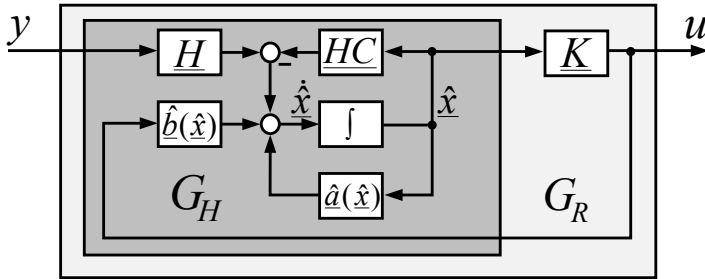 y H HC K u
-
b̂(x̂) ẋ̂ ∫ x̂
G_H â(x̂) G_R